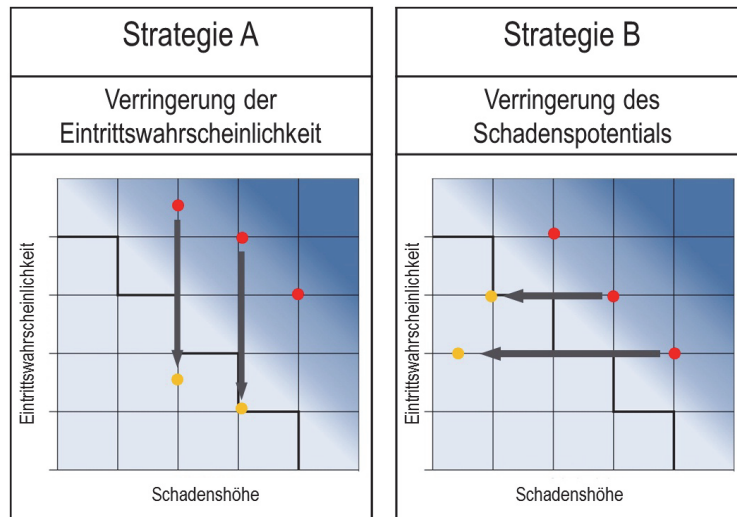 Strategie A
Verringerung der
Eintrittswahrscheinlichkeit
Eintrittswahrscheinlichkeit
Schadenshöhe
Strategie B
Verringerung des
Schadenspotentials
Eintrittswahrscheinlichkeit
Schadenshöhe